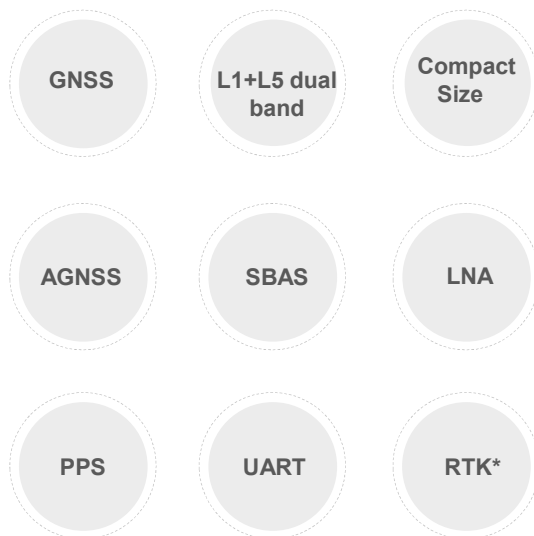 GNSS
L1+L5 dual
band
Compact
Size
AGNSS
SBAS
LNA
PPS
UART
RTK*